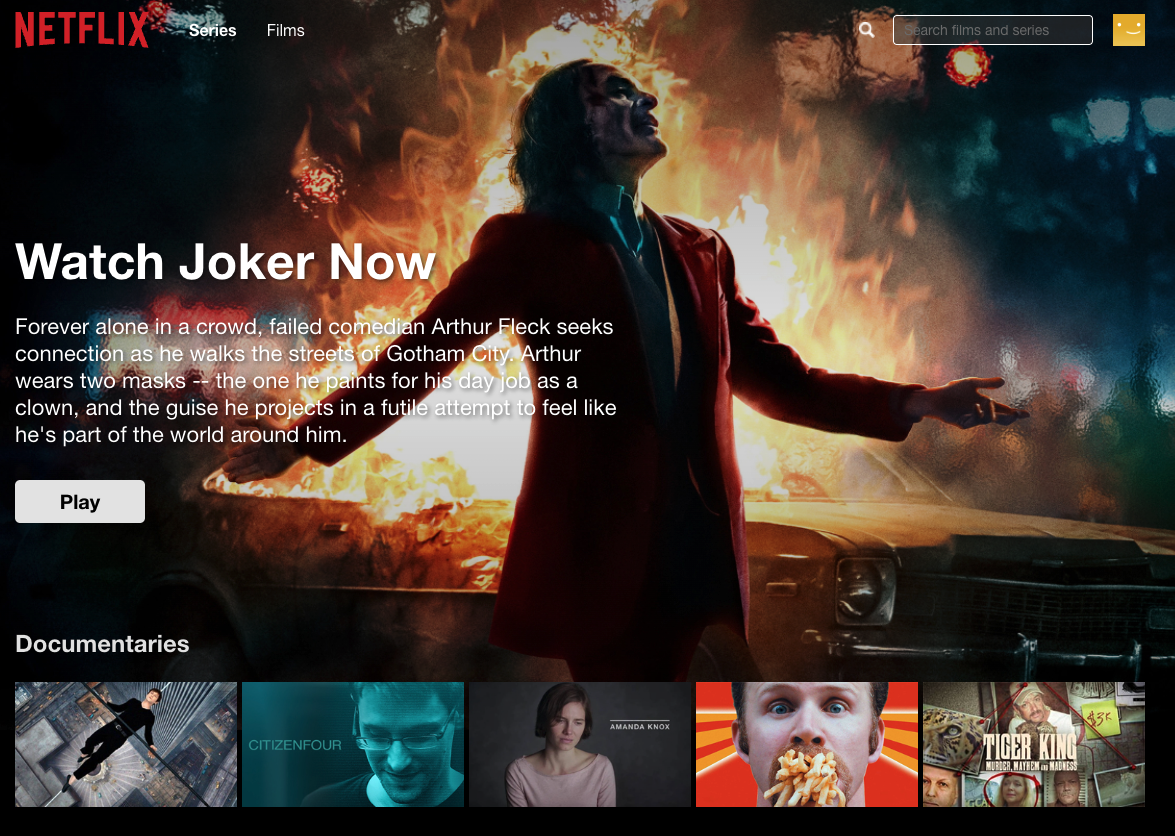 NETFLIX
Series
Films
Search films and series
Watch Joker Now
Forever alone in a crowd, failed comedian Arthur Fleck seeks
connection as he walks the streets of Gotham City. Arthur
wears two masks -- the one he paints for his day job as a
clown, and the guise he projects in a futile attempt to feel like
he's part of the world around him.
Play
Documentaries
CITIZENFOUR
AMANDA KNOX
$3K
TIGER KING
MURDER, MAYHEM AND MADNESS